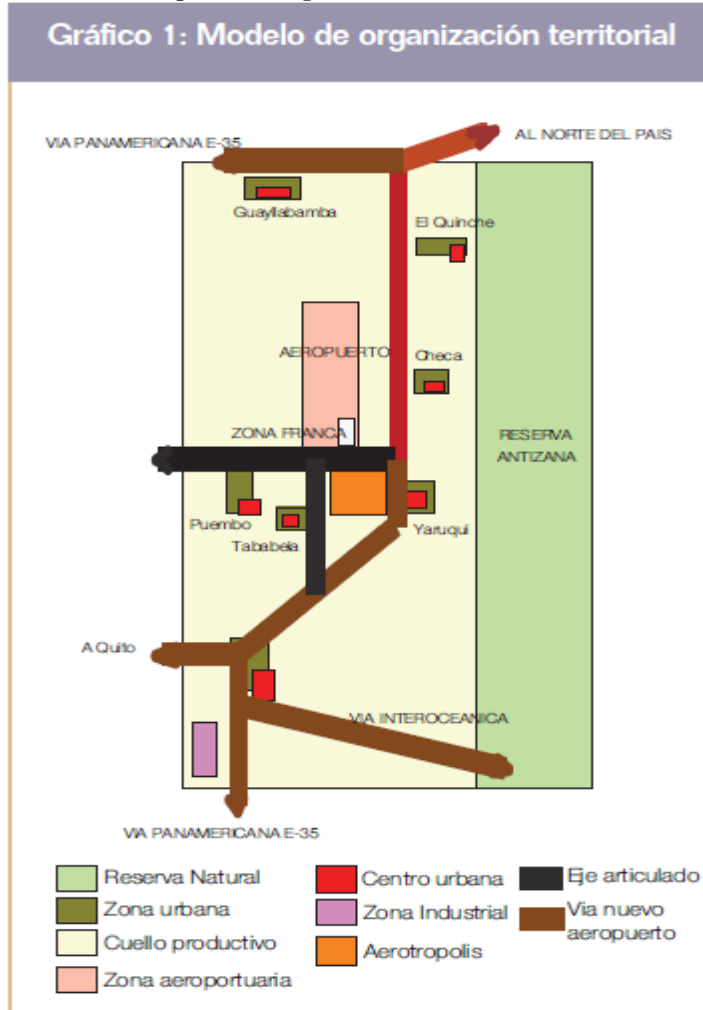 Gráfico 1: Modelo de organización territorial
AL NORTE DEL PAIS
VIA PANAMERICANA E-35
Guayllabamba
El Quinche
AEROPUERTO
Checa
ZONA FRANCA
RESERVA
ANTIZANA
Puembo
Yaruqui
Tababela
A Quito
VIA INTEROCEANICA
VIA PANAMERICANA E-35
Reserva Natural
Zona urbana
Cuello productivo
Zona aeroportuaria
Centro urbana
Zona Industrial
Aerotropolis
Eje articulado
Via nuevo
aeropuerto